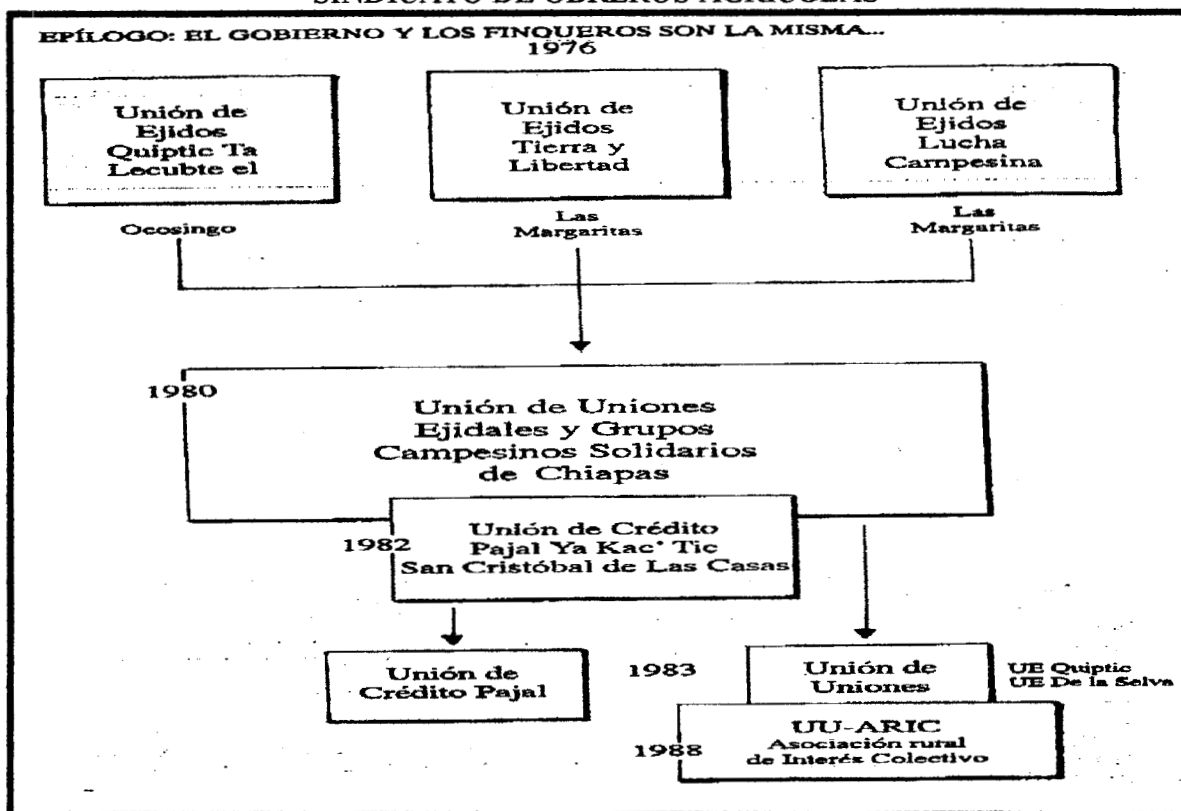 SINDICATO DE OBREROS AGRÍCOLAS
EPÍLOGO: EL GOBIERNO Y LOS FINQUEROS SON LA MISMA...
1976
Unión de
Ejidos
Quiptic Ta
Lecubte el
Unión de
Ejidos
Tierra y
Libertad
Unión de
Ejidos
Lucha
Campesina
Ocosingo
Las
Margaritas
Las
Margaritas
1980
Unión de Uniones
Ejidales y Grupos
Campesinos Solidarios
de Chiapas
1982
Unión de Crédito
Pajal Ya Kac' Tic
San Cristóbal de Las Casas
Unión de
Crédito Pajal
1983
Unión de
Uniones
UE Quiptic
UE De la Selva
1988
UU-ARIC
Asociación rural
de Interés Colectivo